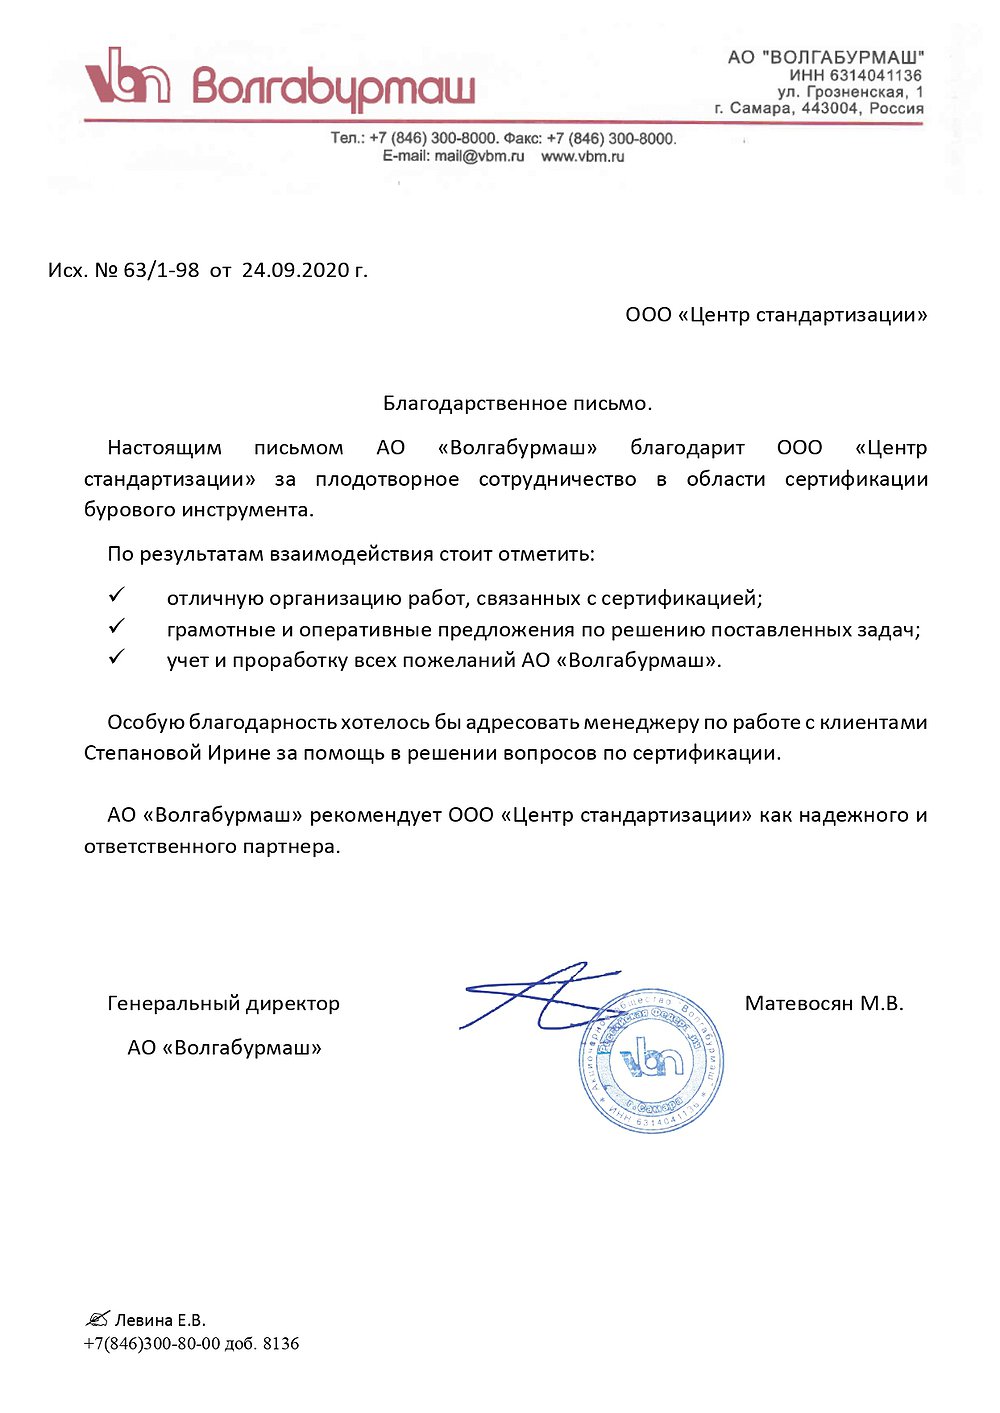 vbm Волгабурмаш
АО "ВОЛГАБУРМАШ"
ИНН 6314041136
ул. Грозненская, 1
г. Самара, 443004, Россия
Тел.: +7 (846) 300-8000. Факс: +7 (846) 300-8000.
E-mail: mail@vbm.ru www.vbm.ru
Исх. № 63/1-98 от 24.09.2020 г.
ООО «Центр стандартизации»
Благодарственное письмо.
Настоящим письмом АО «Волгабурмаш» благодарит ООО «Центр
стандартизации» за плодотворное сотрудничество в области сертификации
бурового инструмента.
По результатам взаимодействия стоит отметить:
✓ отличную организацию работ, связанных с сертификацией;
✓ грамотные и оперативные предложения по решению поставленных задач;
✓ учет и проработку всех пожеланий АО «Волгабурмаш».
Особую благодарность хотелось бы адресовать менеджеру по работе с клиентами
Степановой Ирине за помощь в решении вопросов по сертификации.
АО «Волгабурмаш» рекомендует ООО «Центр стандартизации» как надежного и
ответственного партнера.
Генеральный директор
АО «Волгабурмаш»
Матевосян М.В.
Акционерное общество "Волгабурмаш"
* ИНН 6314041136 *
Российская Федерация
vbm
г. Самара
Левина Е.В.
+7(846)300-80-00 доб. 8136